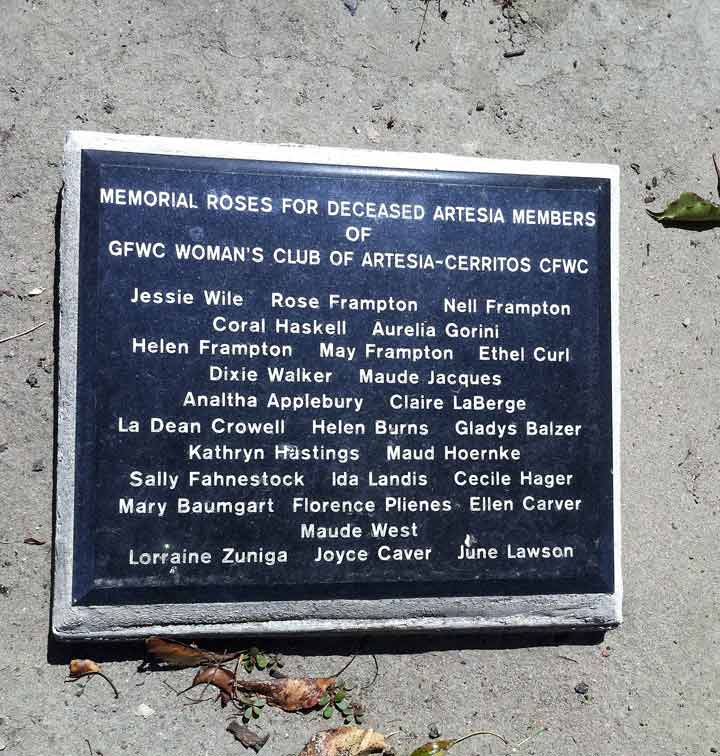 MEMORIAL ROSES FOR DECEASED ARTESIA MEMBERS
OF
GFWC WOMAN'S CLUB OF ARTESIA-CERRITOS CFWC
Jessie Wile Rose Frampton Nell Frampton
Coral Haskell Aurelia Gorini
Helen Frampton May Frampton Ethel Curl
Dixie Walker Maude Jacques
Analtha Applebury Claire LaBerge
La Dean Crowell Helen Burns Gladys Balzer
Kathryn Hastings Maud Hoernke
Sally Fahnestock Ida Landis Cecile Hager
Mary Baumgart Florence Plienes Ellen Carver
Maude West
Lorraine Zuniga Joyce Caver June Lawson